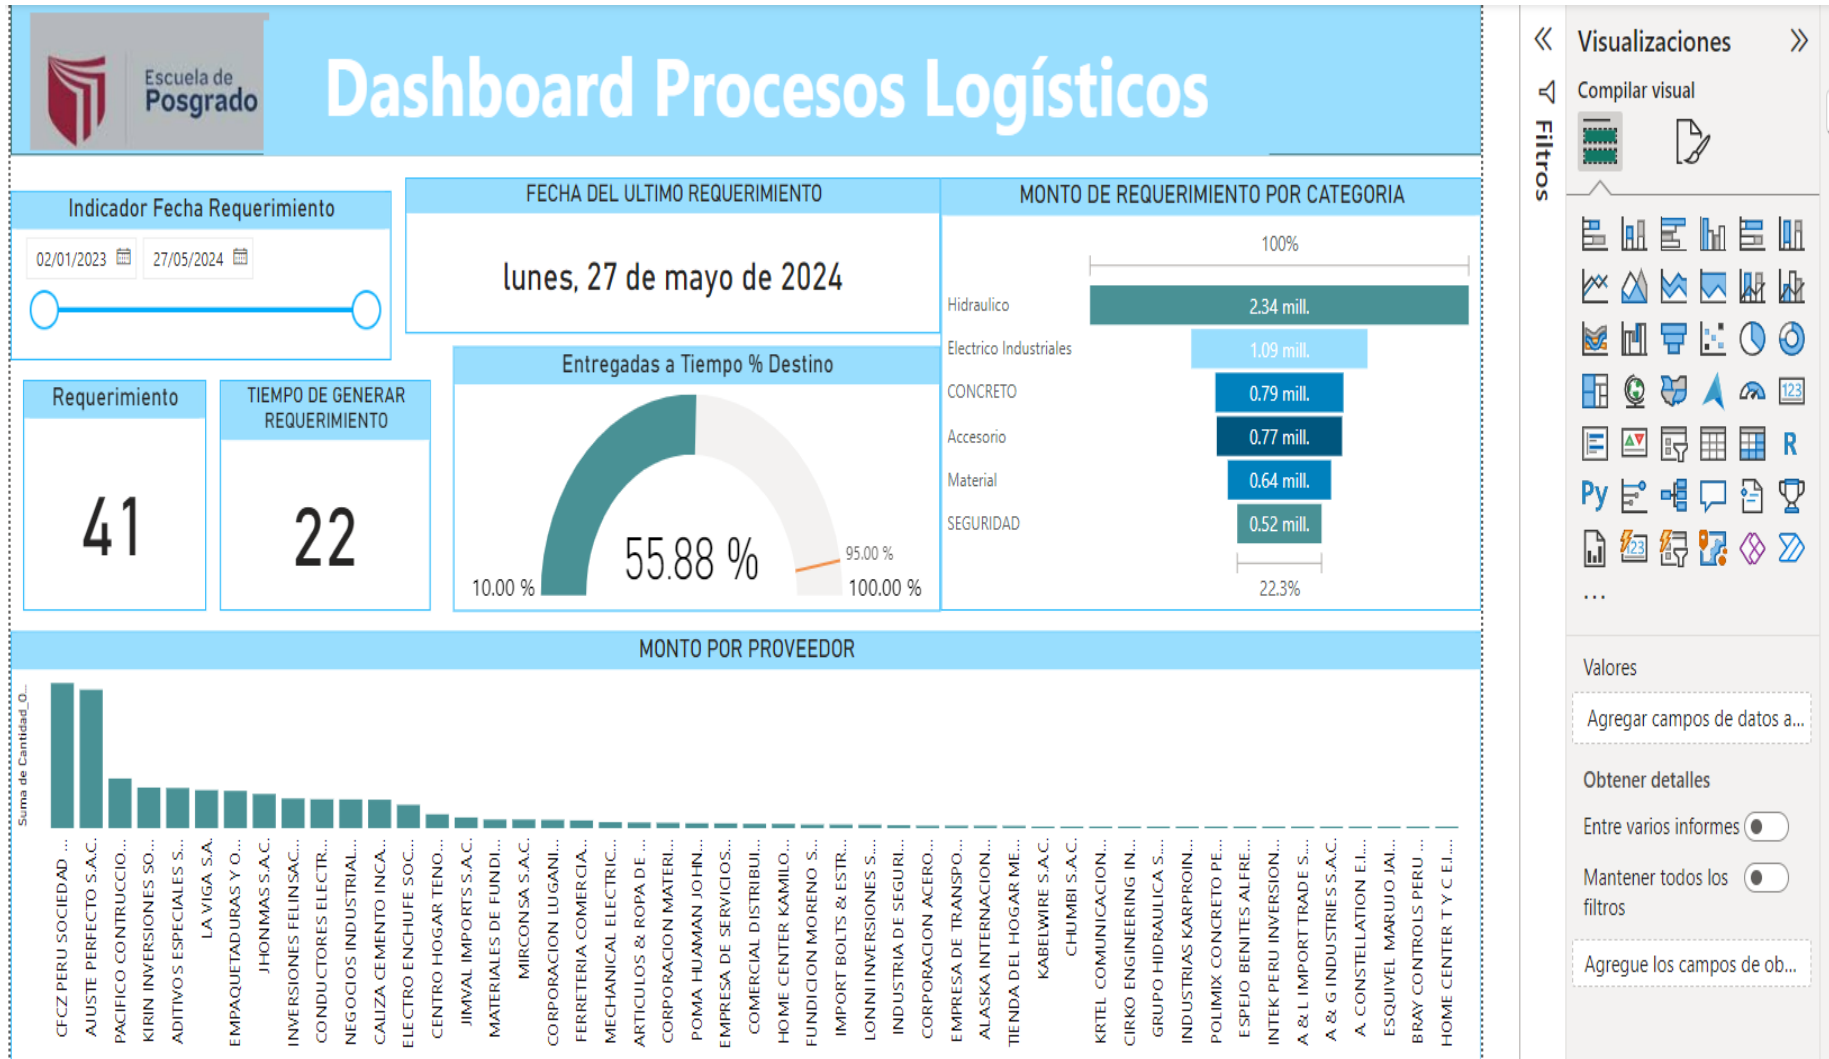 Escuela de
Posgrado
Dashboard Procesos Logísticos
Indicador Fecha Requerimiento
02/01/2023
27/05/2024
FECHA DEL ULTIMO REQUERIMIENTO
lunes, 27 de mayo de 2024
MONTO DE REQUERIMIENTO POR CATEGORIA
100%
Hidraulico
2.34 mill.
Electrico Industriales
1.09 mill.
CONCRETO
0.79 mill.
Accesorio
0.77 mill.
Material
0.64 mill.
SEGURIDAD
0.52 mill.
22.3%
Requerimiento
41
TIEMPO DE GENERAR
REQUERIMIENTO
22
Entregadas a Tiempo % Destino
55.88 %
10.00 %
95.00 %
100.00 %
MONTO POR PROVEEDOR
Suma de Cantidad_O...
CFCZ PERU SOCIEDAD ...
AJUSTE PERFECTO S.A.C.
PACIFICO CONTRUCCIO...
KIRIN INVERSIONES SO...
ADITIVOS ESPECIALES S...
LA VIGA S.A.
EMPAQUETADURAS Y O...
JHONMAS S.A.C.
INVERSIONES FELINSAC...
CONDUCTORES ELECTR...
NEGOCIOS INDUSTRIAL...
CALIZA CEMENTO INCA...
ELECTRO ENCHUFE SOC...
CENTRO HOGAR TENO...
JIMVAL IMPORTS S.A.C.
MATERIALES DE FUNDI...
MIRCONSA S.A.C.
CORPORACION LUGANI...
FERRETERIA COMERCIA...
MECHANICAL ELECTRIC...
ARTICULOS & ROPA DE ...
CORPORACION MATERI...
POMA HUAMAN JOHN...
EMPRESA DE SERVICIOS...
COMERCIAL DISTRIBUI...
HOME CENTER KAMILO...
FUNDICION MORENO S...
IMPORT BOLTS & ESTR...
LONNI INVERSIONES S...
INDUSTRIA DE SEGURI...
CORPORACION ACERO...
EMPRESA DE TRANSPO...
ALASKA INTERNACION...
TIENDA DEL HOGAR ME...
KABELWIRE S.A.C.
CHUMBI S.A.C.
KRTEL COMUNICACION...
CIRKO ENGINEERING IN...
GRUPO HIDRAULICA S...
INDUSTRIAS KARPROIN...
POLIMIX CONCRETO PE...
ESPEJO BENITES ALFRE...
INTEK PERU INVERSION...
A & L IMPORT TRADE S...
A & G INDUSTRIES S.A.C.
A. CONSTELLATION E.I...
ESQUIVEL MARUJO JAI...
BRAY CONTROLS PERU ...
HOME CENTER T Y C E.I...
Filtros
Visualizaciones
Compilar visual
123
R
Py
123
...
Valores
Agregar campos de datos a...
Obtener detalles
Entre varios informes
Mantener todos los
filtros
Agregue los campos de ob...